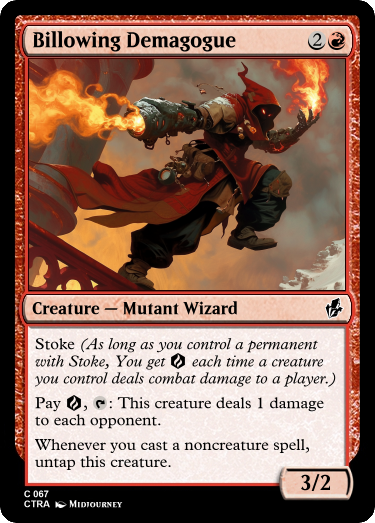 Billowing Demagogue 2
Creature — Mutant Wizard
Stoke (As long as you control a permanent
with Stoke, You get each time a creature
you control deals combat damage to a player.)
Pay , : This creature deals 1 damage
to each opponent.
Whenever you cast a noncreature spell,
untap this creature.
3/2
C 067
CTRA Midjourney